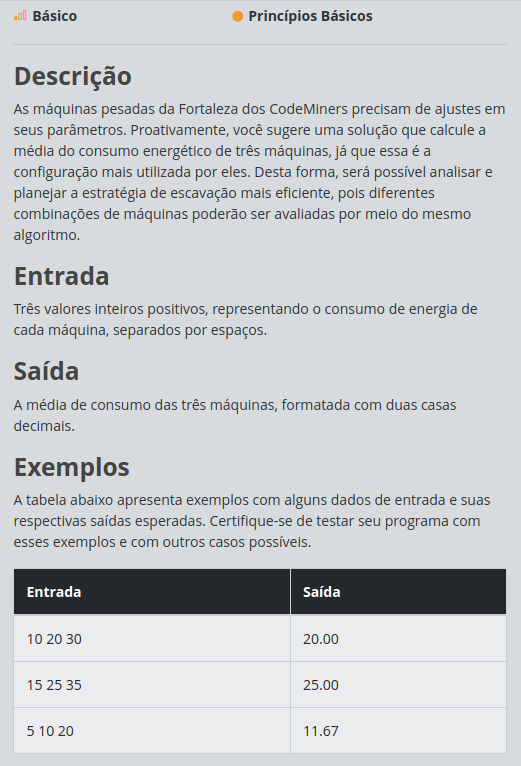 Básico Princípios Básicos
Descrição
As máquinas pesadas da Fortaleza dos CodeMiners precisam de ajustes em
seus parâmetros. Proativamente, você sugere uma solução que calcule a
média do consumo energético de três máquinas, já que essa é a
configuração mais utilizada por eles. Desta forma, será possível analisar e
planejar a estratégia de escavação mais eficiente, pois diferentes
combinações de máquinas poderão ser avaliadas por meio do mesmo
algoritmo.
Entrada
Três valores inteiros positivos, representando o consumo de energia de
cada máquina, separados por espaços.
Saída
A média de consumo das três máquinas, formatada com duas casas
decimais.
Exemplos
A tabela abaixo apresenta exemplos com alguns dados de entrada e suas
respectivas saídas esperadas. Certifique-se de testar seu programa com
esses exemplos e com outros casos possíveis.
Entrada Saída
10 20 30 20.00
15 25 35 25.00
5 10 20 11.67